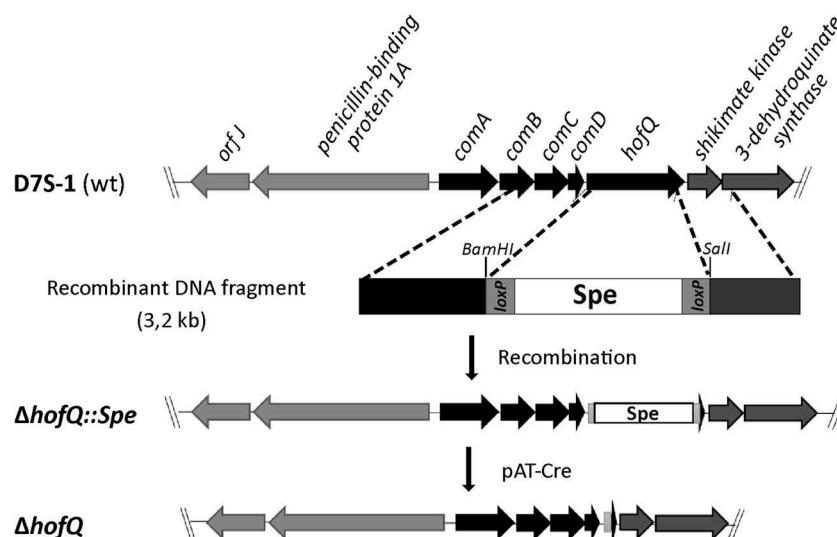 orf J
penicillin-binding
protein 1A
comA
comB
comC
comD
hofQ
shikimate kinase
3-dehydroquinate
synthase
D7S-1 (wt)
BamHI
SalI
Recombinant DNA fragment
(3,2 kb)
loxP
Spe
loxP
Recombination
ΔhofQ::Spe
Spe
pAT-Cre
ΔhofQ